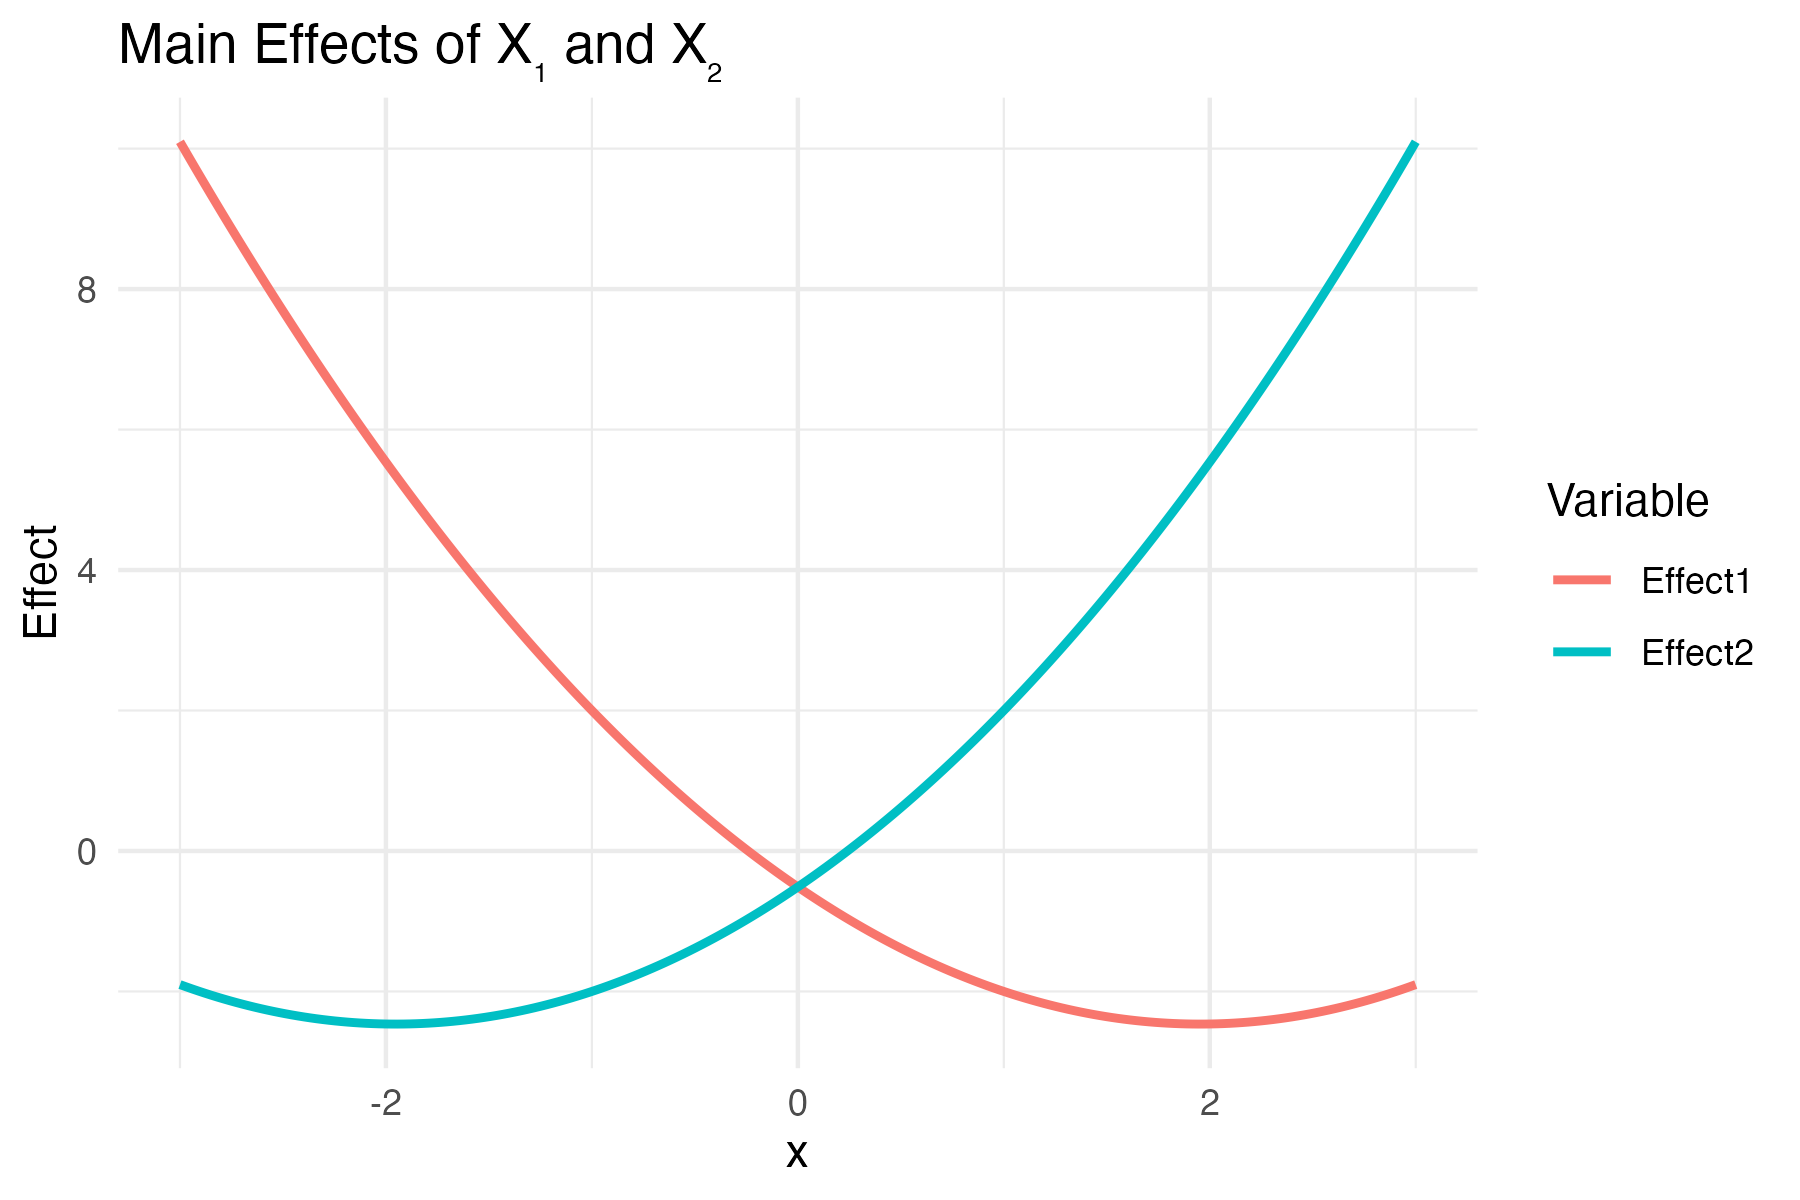 Main Effects of X₁ and X₂
Effect
8
4
0
-2
0
2
x
Variable
Effect1
Effect2